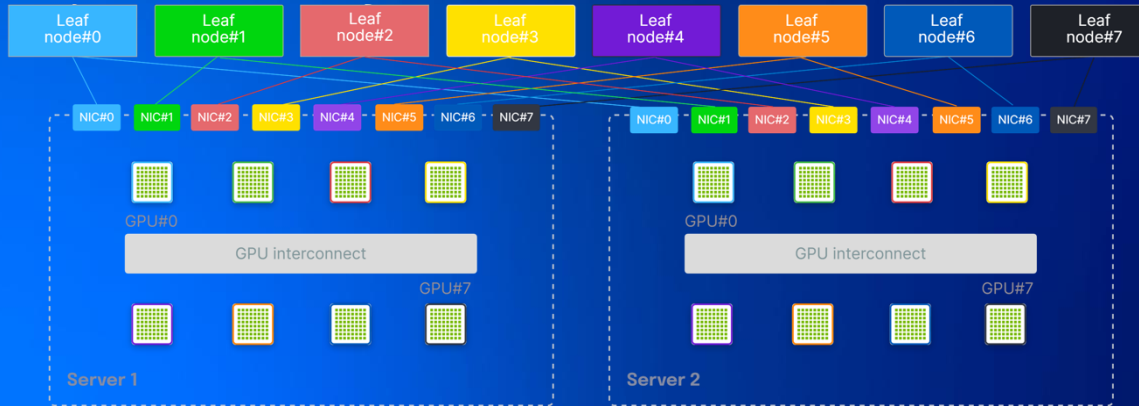 Leaf
node#0
Leaf
node#1
Leaf
node#2
Leaf
node#3
Leaf
node#4
Leaf
node#5
Leaf
node#6
Leaf
node#7
NIC#0
NIC#1
NIC#2
NIC#3
NIC#4
NIC#5
NIC#6
NIC#7
GPU#0
GPU interconnect
GPU#7
Server 1
NIC#0
NIC#1
NIC#2
NIC#3
NIC#4
NIC#5
NIC#6
NIC#7
GPU#0
GPU interconnect
GPU#7
Server 2